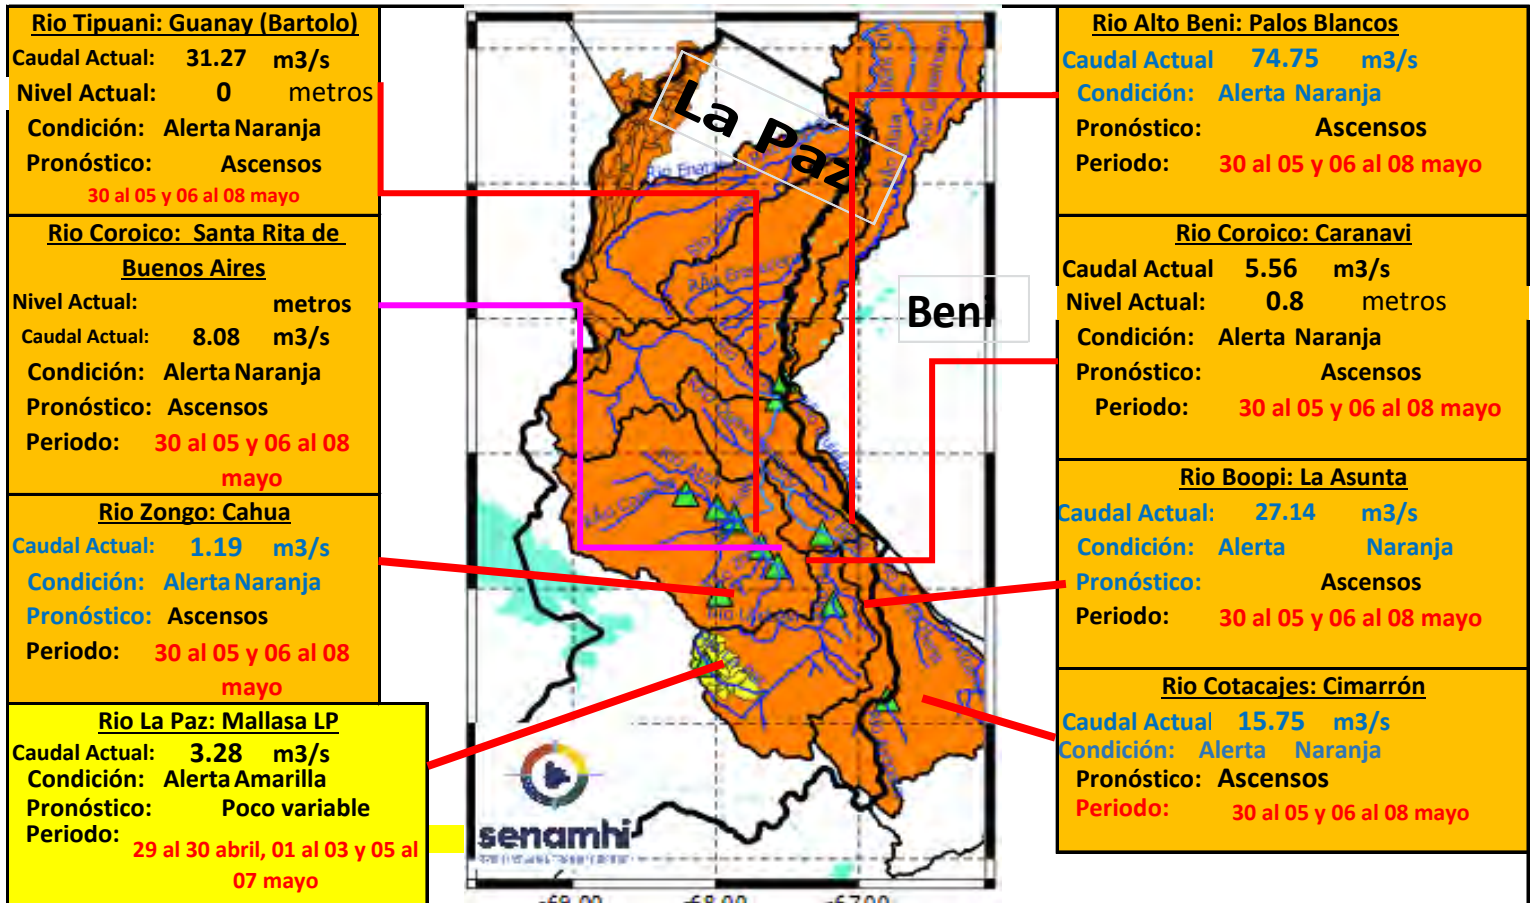 Rio Tipuani: Guanay (Bartolo)
Caudal Actual: 31.27 m3/s
Nivel Actual: 0 metros
Condición: Alerta Naranja
Pronóstico: Ascensos
30 al 05 y 06 al 08 mayo
Rio Coroico: Santa Rita de
Buenos Aires
Nivel Actual: metros
Caudal Actual: 8.08 m3/s
Condición: Alerta Naranja
Pronóstico: Ascensos
Periodo: 30 al 05 y 06 al 08
mayo
Rio Zongo: Cahua
Caudal Actual: 1.19 m3/s
Condición: Alerta Naranja
Pronóstico: Ascensos
Periodo: 30 al 05 y 06 al 08
mayo
Rio La Paz: Mallasa LP
Caudal Actual: 3.28 m3/s
Condición: Alerta Amarilla
Pronóstico: Poco variable
Periodo:
29 al 30 abril, 01 al 03 y 05 al
07 mayo
La Paz
Beni
senamhi
-69.00 -68.00 -67.00
Rio Alto Beni: Palos Blancos
Caudal Actual 74.75 m3/s
Condición: Alerta Naranja
Pronóstico: Ascensos
Periodo: 30 al 05 y 06 al 08 mayo
Rio Coroico: Caranavi
Caudal Actual 5.56 m3/s
Nivel Actual: 0.8 metros
Condición: Alerta Naranja
Pronóstico: Ascensos
Periodo: 30 al 05 y 06 al 08 mayo
Rio Boopi: La Asunta
Caudal Actual: 27.14 m3/s
Condición: Alerta Naranja
Pronóstico: Ascensos
Periodo: 30 al 05 y 06 al 08 mayo
Rio Cotacajes: Cimarrón
Caudal Actual 15.75 m3/s
Condición: Alerta Naranja
Pronóstico: Ascensos
Periodo: 30 al 05 y 06 al 08 mayo